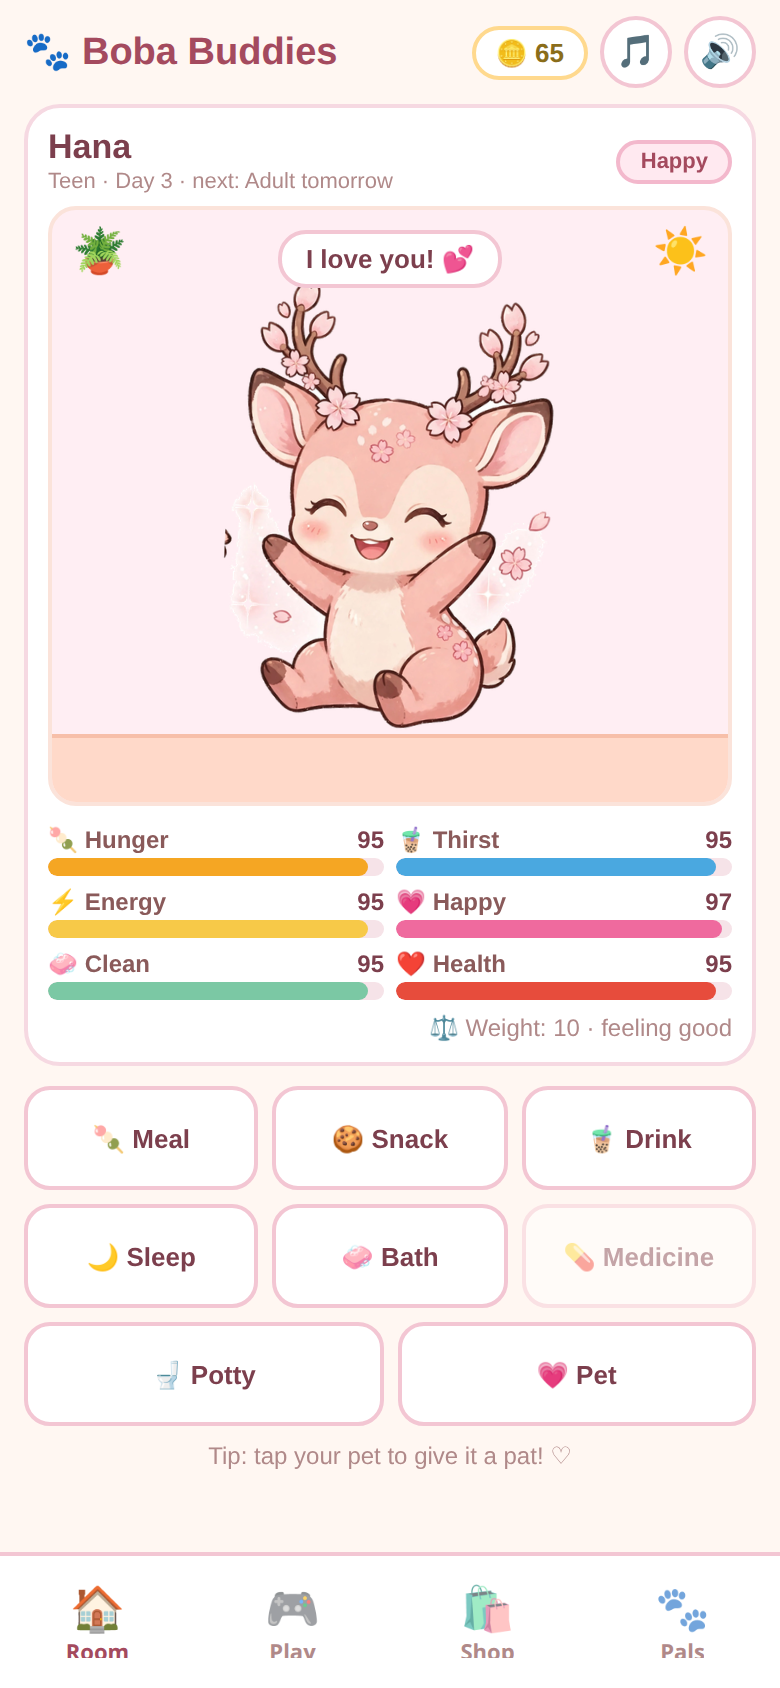 Boba Buddies
65
Hana
Happy
Teen · Day 3 · next: Adult tomorrow
I love you!
Hunger 95
Thirst 95
Energy 95
Happy 97
Clean 95
Health 95
Weight: 10 · feeling good
Meal
Snack
Drink
Sleep
Bath
Medicine
Potty
Pet
Tip: tap your pet to give it a pat! ♡
Room
Play
Shop
Pals